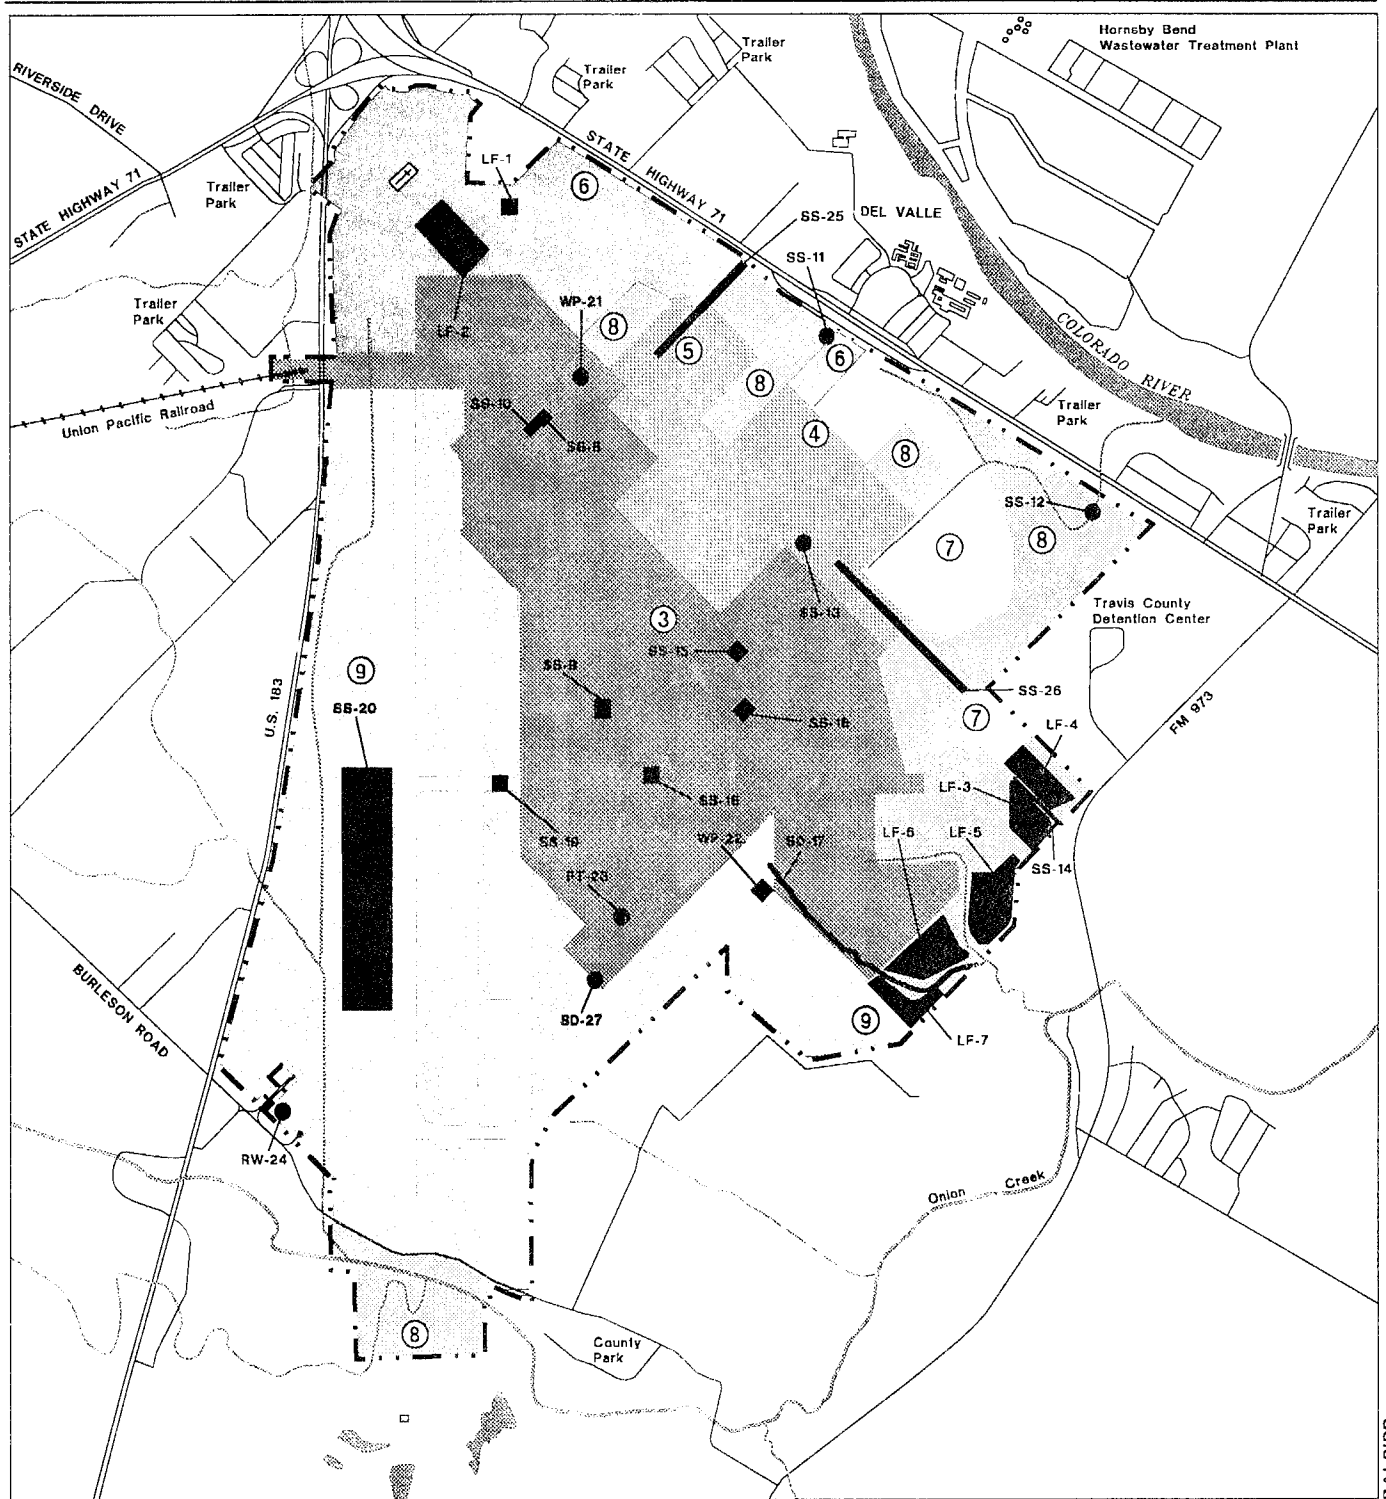 Hornsby Bend
Wastewater Treatment Plant
Trailer
Park
Trailer
Park
RIVERSIDE DRIVE
STATE HIGHWAY 71
Trailer
Park
LF-1
6
STATE HIGHWAY 71
SS-25
DEL VALLE
SS-11
Trailer
Park
LF-2
WP-21
8
5
6
COLORADO RIVER
8
Union Pacific Railroad
SS-10
SS-8
4
8
Trailer
Park
SS-12
8
Trailer
Park
7
SS-13
Travis County
Detention Center
3
SS-15
9
SS-20
U.S. 183
SS-9
SS-26
SS-18
7
FM 973
LF-4
LF-3
SS-16
SS-19
WP-22
SD-17
LF-6
LF-5
SS-14
FT-23
BURLESON ROAD
SD-27
9
LF-7
RW-24
Onion Creek
8
County
Park